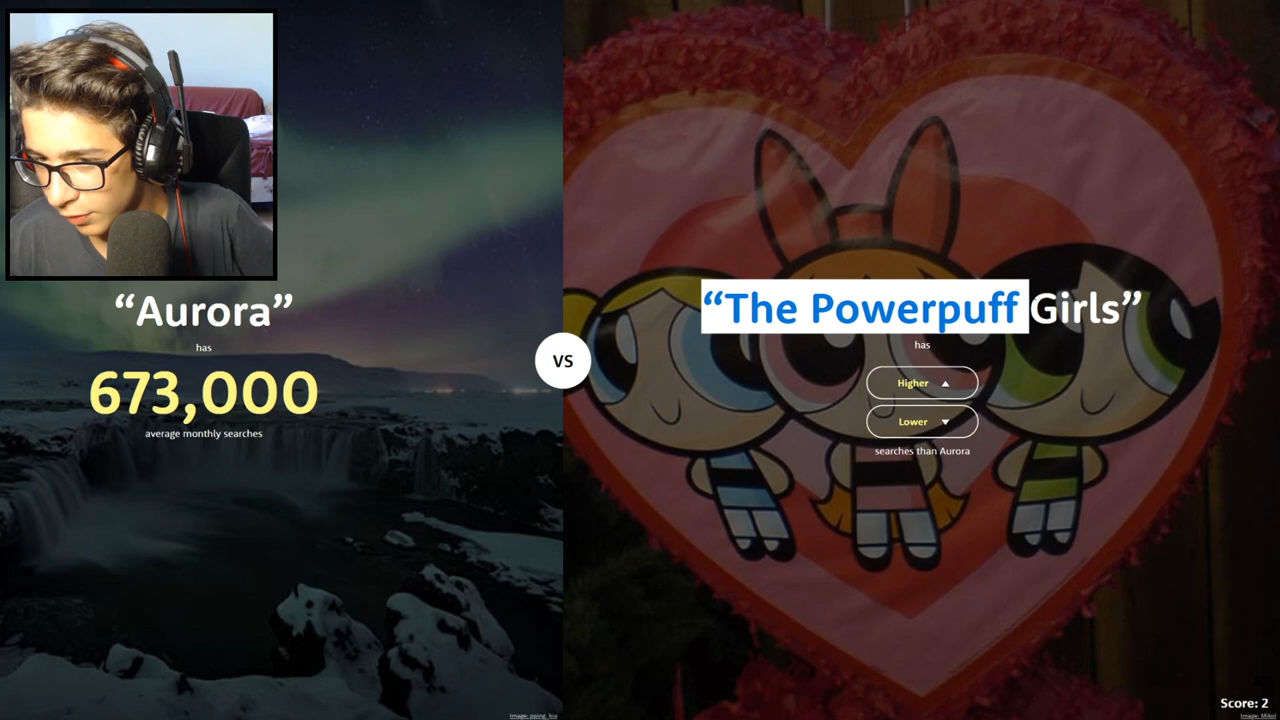 “Aurora”
has
673,000
average monthly searches
VS
“The Powerpuff Girls”
has
Higher ▲
Lower ▼
searches than Aurora
Score: 2